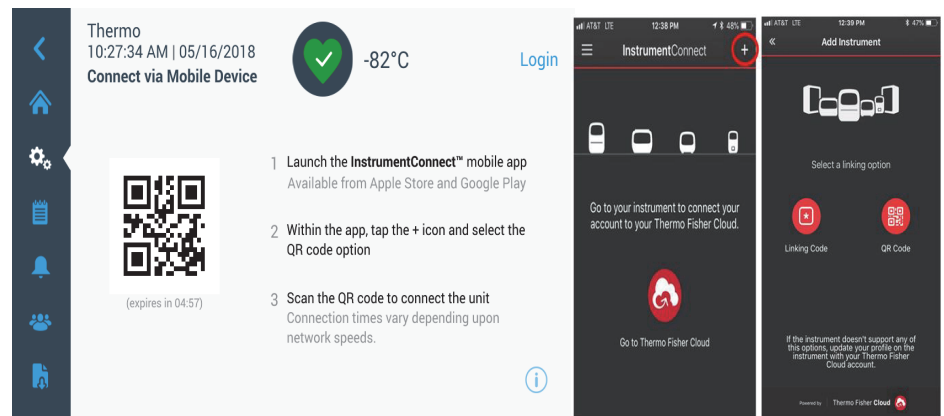 Thermo
10:27:34 AM | 05/16/2018
Connect via Mobile Device
-82°C
Login
(expires in 04:57)
1 Launch the InstrumentConnect™ mobile app
Available from Apple Store and Google Play
2 Within the app, tap the + icon and select the
QR code option
3 Scan the QR code to connect the unit
Connection times vary depending upon
network speeds.
i
AT&T LTE 12:38 PM 48%
InstrumentConnect +
Go to your instrument to connect your
account to your Thermo Fisher Cloud.
Go to Thermo Fisher Cloud
AT&T LTE 12:39 PM 47%
« Add Instrument
Select a linking option
Linking Code QR Code
If the instrument doesn't support any of
this options, update your profile on the
instrument with your Thermo Fisher
Cloud account.
Powered by Thermo Fisher Cloud